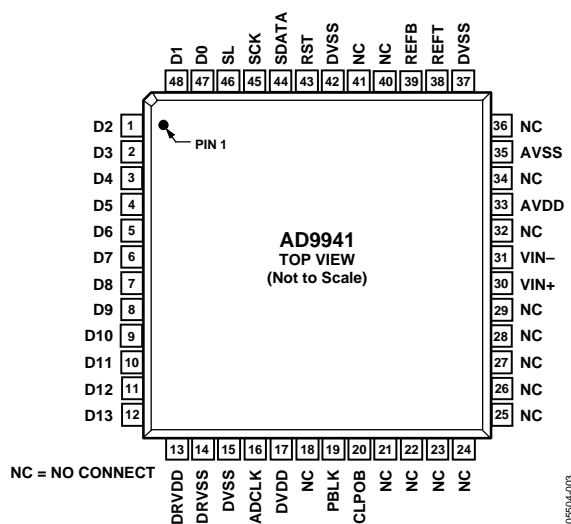 D1 D0 SL SCK SDATA RST DVSS NC NC REFB REFT DVSS
48 47 46 45 44 43 42 41 40 39 38 37
D2 1
D3 2
D4 3
D5 4
D6 5
D7 6
D8 7
D9 8
D10 9
D11 10
D12 11
D13 12
PIN 1
AD9941
TOP VIEW
(Not to Scale)
36 NC
35 AVSS
34 NC
33 AVDD
32 NC
31 VIN–
30 VIN+
29 NC
28 NC
27 NC
26 NC
25 NC
13 14 15 16 17 18 19 20 21 22 23 24
DRVDD DRVSS DVSS ADCLK DVDD NC PBLK CLPOB NC NC NC NC
NC = NO CONNECT
05504-003